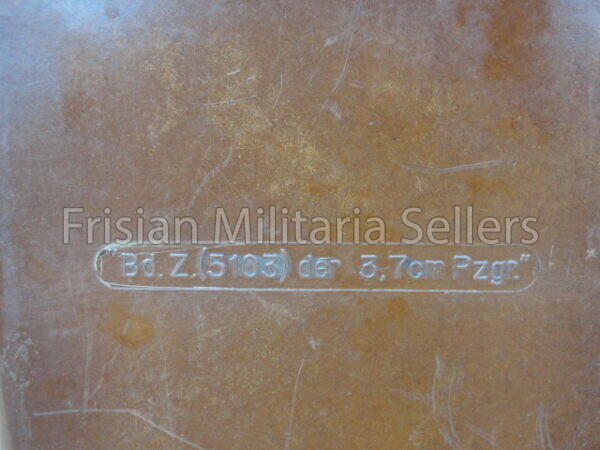 Frisian Militaria Sellers
"Bd. Z. (5103) der 3,7cm Pzgr."